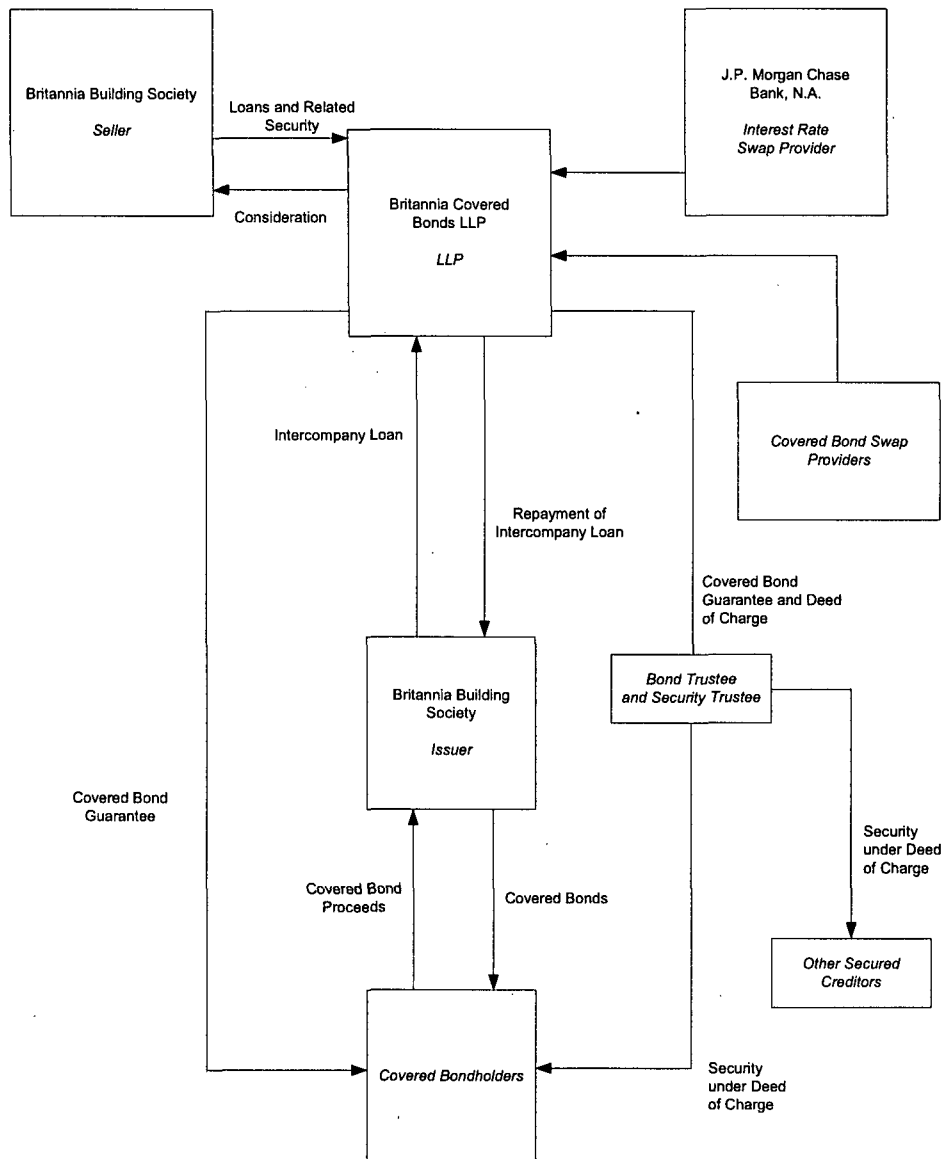 Britannia Building Society
Seller
Loans and Related
Security
Consideration
Britannia Covered
Bonds LLP
LLP
J.P. Morgan Chase
Bank, N.A.
Interest Rate
Swap Provider
Covered Bond Swap
Providers
Intercompany Loan
Repayment of
Intercompany Loan
Covered Bond
Guarantee and Deed
of Charge
Bond Trustee
and Security Trustee
Britannia Building
Society
Issuer
Covered Bond
Guarantee
Covered Bond
Proceeds
Covered Bonds
Security
under Deed
of Charge
Other Secured
Creditors
Covered Bondholders
Security
under Deed
of Charge